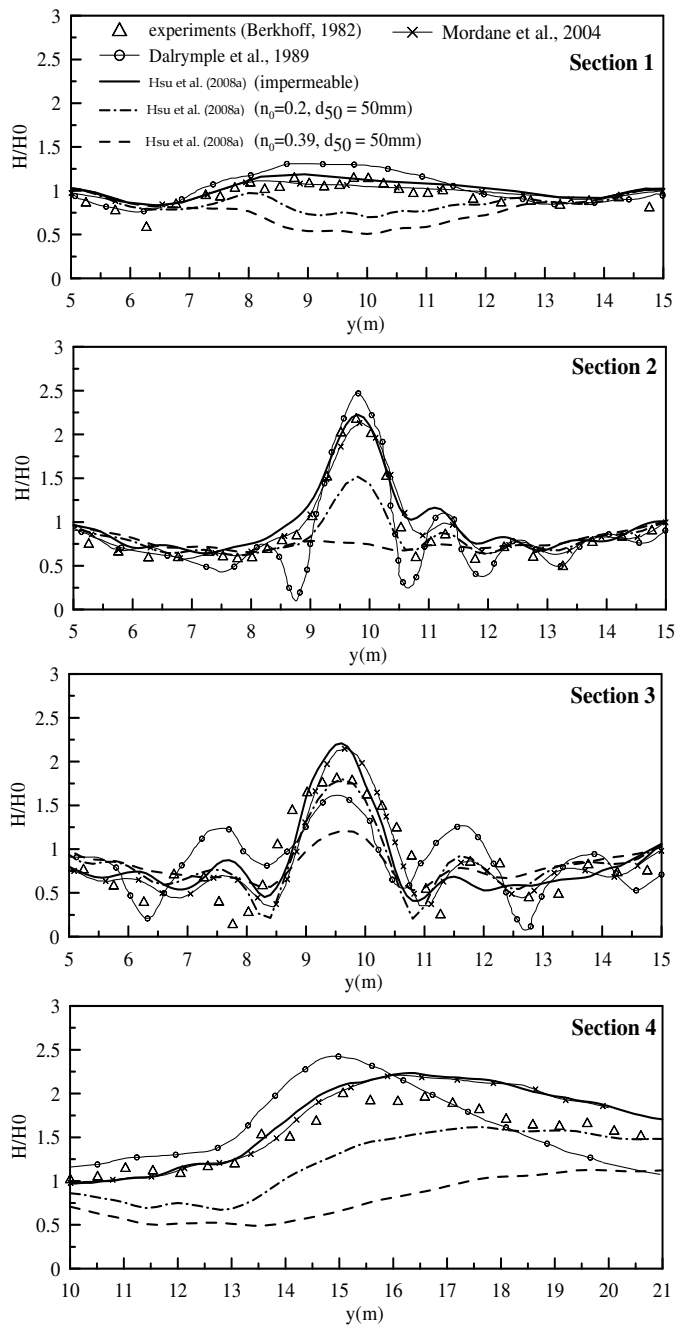 experiments (Berkhoff, 1982) Mordane et al., 2004
Dalrymple et al., 1989
Section 1
Hsu et al. (2008a) (impermeable)
Hsu et al. (2008a) (n0=0.2, d50 = 50mm)
Hsu et al. (2008a) (n0=0.39, d50 = 50mm)
H/H0
3
2.5
2
1.5
1
0.5
0
5 6 7 8 9 10 11 12 13 14 15
y(m)
Section 2
H/H0
3
2.5
2
1.5
1
0.5
0
5 6 7 8 9 10 11 12 13 14 15
y(m)
Section 3
H/H0
3
2.5
2
1.5
1
0.5
0
5 6 7 8 9 10 11 12 13 14 15
y(m)
Section 4
H/H0
3
2.5
2
1.5
1
0.5
0
10 11 12 13 14 15 16 17 18 19 20 21
y(m)